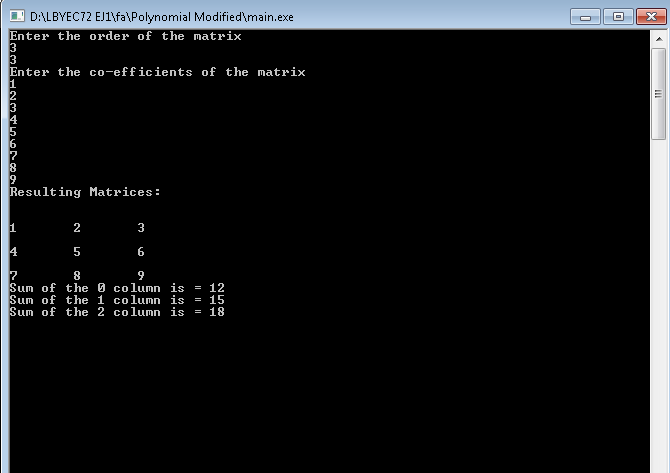 D:\LBYEC72 EJ1\fa\Polynomial Modified\main.exe
Enter the order of the matrix
3
3
Enter the co-efficients of the matrix
1
2
3
4
5
6
7
8
9
Resulting Matrices:
1 2 3
4 5 6
7 8 9
Sum of the 0 column is = 12
Sum of the 1 column is = 15
Sum of the 2 column is = 18